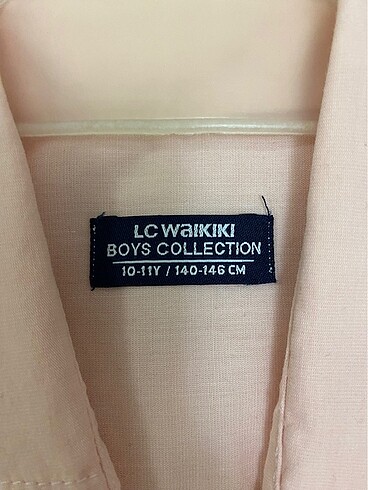 LC WAIKIKI
BOYS COLLECTION
10-11Y / 140-146 CM